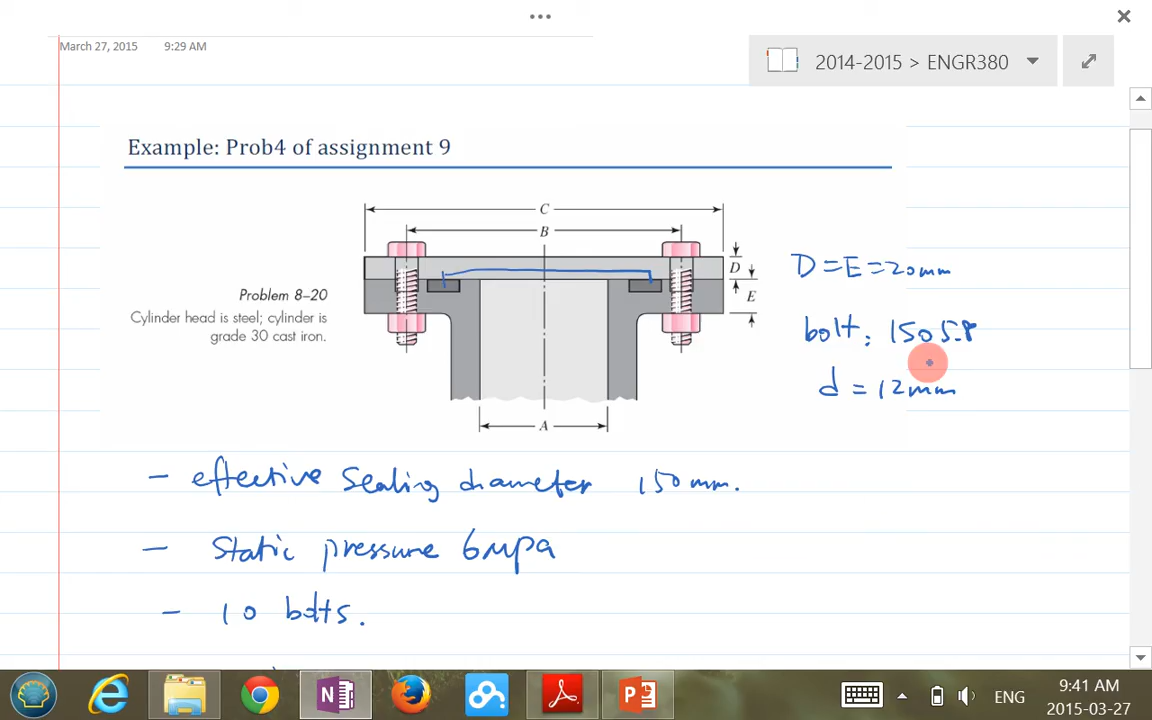 March 27, 2015 9:29 AM
2014-2015 > ENGR380
Example: Prob4 of assignment 9
C
B
D
E
D=E=20mm
Problem 8–20
Cylinder head is steel; cylinder is
grade 30 cast iron.
bolt: ISO 5.8
d = 12mm
A
- effective Sealing diameter 150mm.
- Static pressure 6mpa
- 10 bolts.
ENG
9:41 AM
2015-03-27